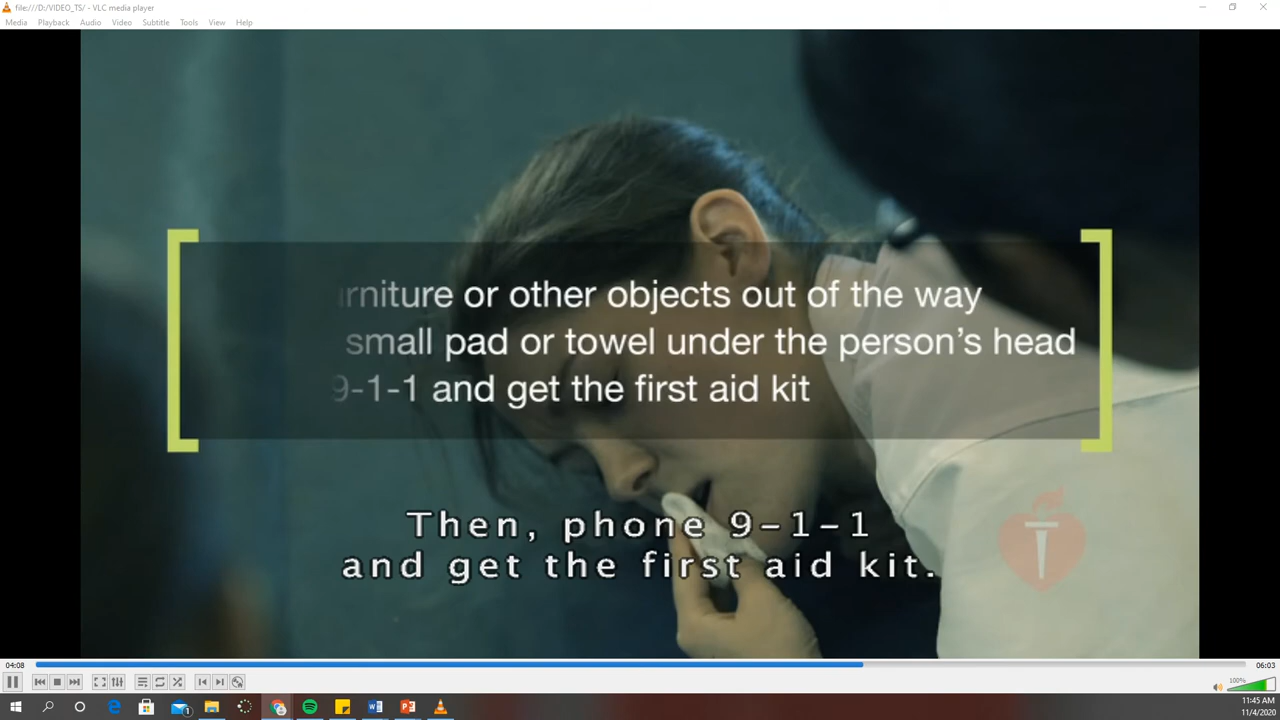 file:///D:/VIDEO_TS/ - VLC media player
Media Playback Audio Video Subtitle Tools View Help
urniture or other objects out of the way
small pad or towel under the person's head
9-1-1 and get the first aid kit
Then, phone 9-1-1
and get the first aid kit.
04:08 06:03
100%
11:45 AM
11/4/2020